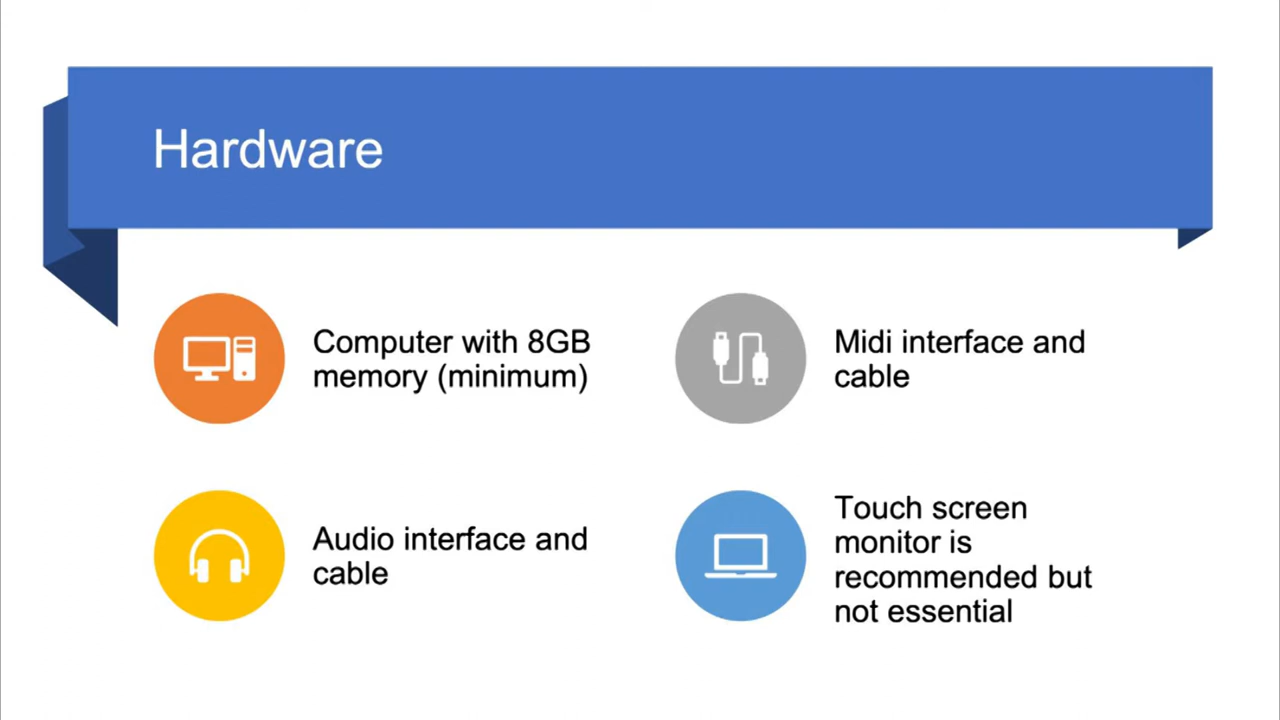 Hardware
Computer with 8GB
memory (minimum)
Midi interface and
cable
Audio interface and
cable
Touch screen
monitor is
recommended but
not essential